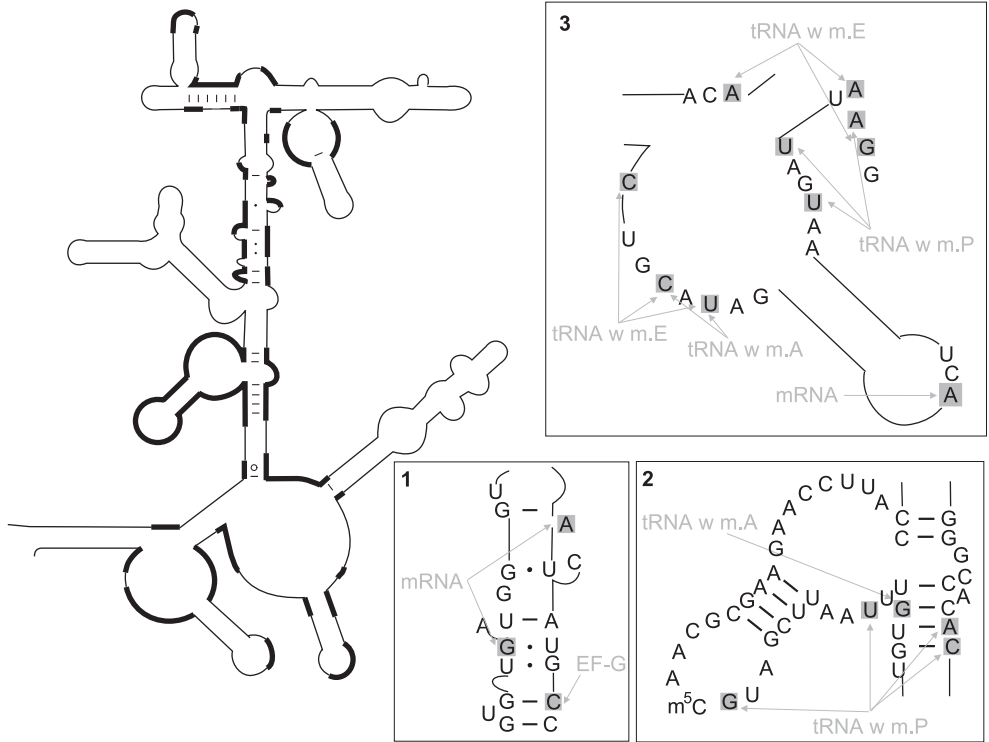 3
tRNA w m.E
A C A
U A
A
U G
A G
G
U
C
A
tRNA w m.P
A
U
G
C
A U A G
tRNA w m.E
tRNA w m.A
U
C
mRNA
A
1
U
G
A
mRNA
G U C
G
U A
A
G U
U G
EF-G
G C
U
G C
2
A C C U U A
C G
C G
tRNA w m.A
A
G
G
A
C
U C A
U G C
A
G
C
G
C
G
A
U
U
C
G
U A A U
U A
G C
U
A
A
A
m⁵C G U
tRNA w m.P